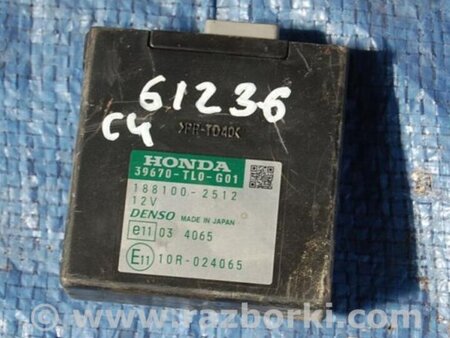 61236
C4
>PP-TD40<
HONDA
39670-TL0-G01
188100-2512
12V
DENSO MADE IN JAPAN
e11 03 4065
E11 10R-024065
www.razborki.com